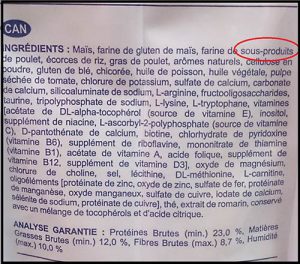 CAN
INGRÉDIENTS : Maïs, farine de gluten de maïs, farine de sous-produits
de poulet, écorces de riz, gras de poulet, arômes naturels, cellulose en
poudre, gluten de blé, chicorée, huile de poisson, huile végétale, pulpe
séchée de tomate, chlorure de potassium, sulfate de calcium, carbonate
de calcium, silicoaluminate de sodium, L-arginine, fructooligosaccharides,
taurine, tripolyphosphate de sodium, L-lysine, L-tryptophane, vitamines
[acétate de DL-alpha-tocophérol (source de vitamine E), inositol,
supplément de niacine, L-ascorbyl-2-polyphosphate (source de vitamine
C), D-pantothénate de calcium, biotine, chlorhydrate de pyridoxine
(vitamine B6), supplément de riboflavine, mononitrate de thiamine
(vitamine B1), acétate de vitamine A, acide folique, supplément de
vitamine B12, supplément de vitamine D3], oxyde de magnésium,
chlorure de choline, sel, lécithine, DL-méthionine, L-carnitine,
oligoéléments [protéinate de zinc, oxyde de zinc, sulfate de fer, protéinate
de manganèse, oxyde manganeux, sulfate de cuivre, iodate de calcium,
sélénite de sodium, protéinate de cuivre], thé, extrait de romarin, conservé
avec un mélange de tocophérols et d'acide citrique.
ANALYSE GARANTIE : Protéines Brutes (min) 23,0 %, Matières
Grasses Brutes (min) 12,0 %, Fibres Brutes (max) 8,7 %, Humidité
(max) 10,0 %